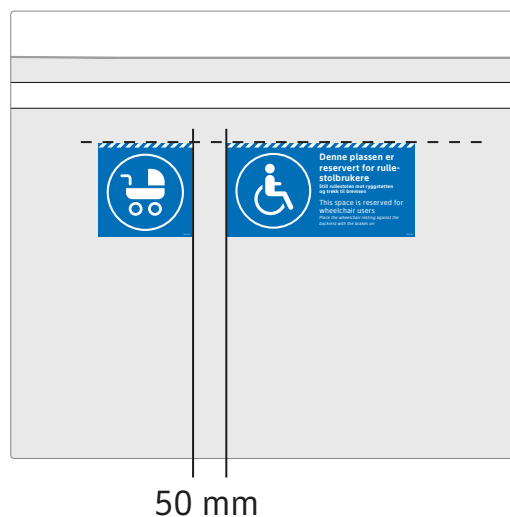 Denne plassen er
reservert for rulle-
stolbrukere
Still rullestolen mot ryggstøtten
og trekk til bremsen
This space is reserved for
wheelchair users
Place the wheelchair resting against the
backrest with the brakes on
50 mm